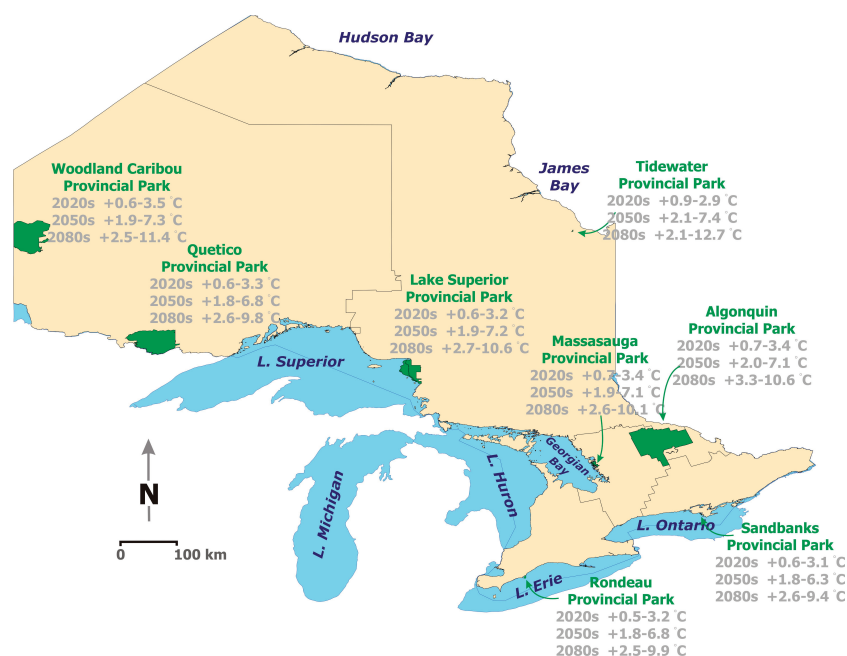 Hudson Bay
James
Bay
Woodland Caribou
Provincial Park
2020s +0.6-3.5 °C
2050s +1.9-7.3 °C
2080s +2.5-11.4 °C
Tidewater
Provincial Park
2020s +0.9-2.9 °C
2050s +2.1-7.4 °C
2080s +2.1-12.7 °C
Quetico
Provincial Park
2020s +0.6-3.3 °C
2050s +1.8-6.8 °C
2080s +2.6-9.8 °C
Lake Superior
Provincial Park
2020s +0.6-3.2 °C
2050s +1.9-7.2 °C
2080s +2.7-10.6 °C
Algonquin
Provincial Park
2020s +0.7-3.4 °C
2050s +2.0-7.1 °C
2080s +3.3-10.6 °C
Massasauga
Provincial Park
2020s +0.7-3.4 °C
2050s +1.9-7.1 °C
2080s +2.6-10.1 °C
L. Superior
Georgian
Bay
L. Huron
L. Michigan
N
0 100 km
L. Ontario
Sandbanks
Provincial Park
2020s +0.6-3.1 °C
2050s +1.8-6.3 °C
2080s +2.6-9.4 °C
L. Erie
Rondeau
Provincial Park
2020s +0.5-3.2 °C
2050s +1.8-6.8 °C
2080s +2.5-9.9 °C